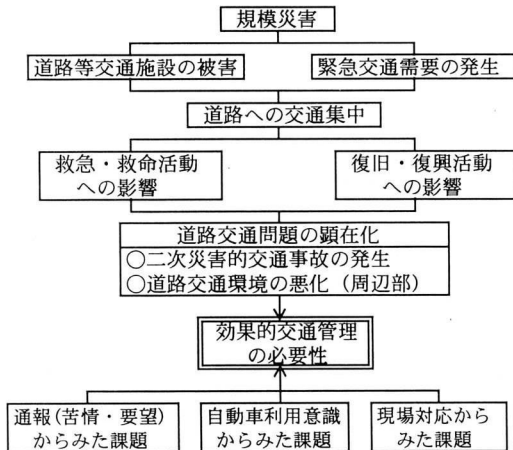 規模災害
道路等交通施設の被害
緊急交通需要の発生
道路への交通集中
救急・救命活動
への影響
復旧・復興活動
への影響
道路交通問題の顕在化
○二次災害的交通事故の発生
○道路交通環境の悪化（周辺部）
効果的交通管理
の必要性
通報(苦情・要望)
からみた課題
自動車利用意識
からみた課題
現場対応から
みた課題